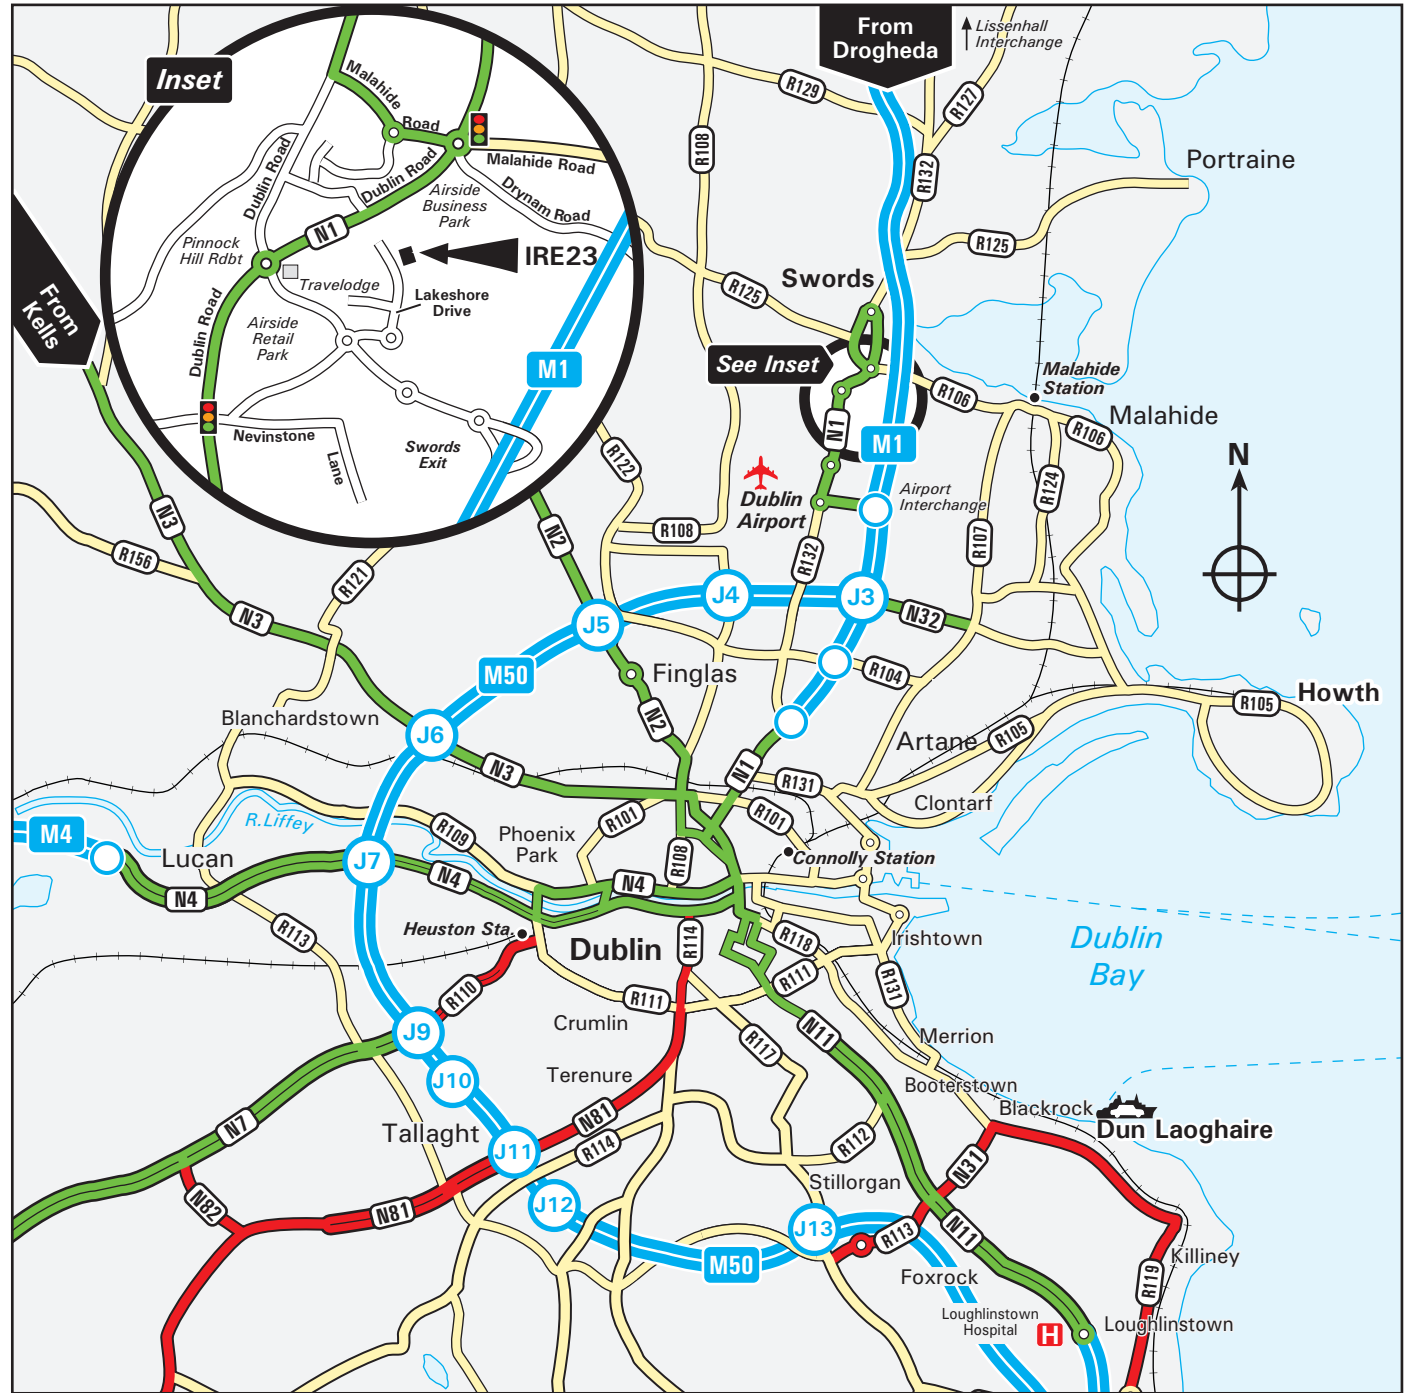 From
Drogheda
Lissenhall
Interchange
Inset
Malahide
Road
Malahide Road
Dublin Road
Dublin Road
Airside
Business
Park
Drynam Road
N1
Pinnock
Hill Rdbt
IRE23
Travelodge
Lakeshore
Drive
Dublin Road
Airside
Retail
Park
M1
Nevinstone
Lane
Swords
Exit
From
Kells
R129
R127
R108
R132
Portraine
R125
Swords
R125
See Inset
Malahide
Station
R106
Malahide
R106
N1
M1
N
R122
Dublin
Airport
Airport
Interchange
R124
N3
N2
R108
R107
R156
R121
R132
J4
J3
N3
J5
N32
M50
Finglas
R104
Howth
R105
Blanchardstown
J6
N2
Artane
R105
N3
N1
R131
Clontarf
R.Liffey
R101
R101
M4
R109
Phoenix
Park
Lucan
J7
R108
Connolly Station
N4
N4
N4
Heuston Sta.
R113
Dublin
R114
R118
Irishtown
Dublin
Bay
R110
R111
R111
R131
J9
Crumlin
R117
N11
Merrion
J10
Terenure
Booterstown
Blackrock
N7
Tallaght
N81
Dun Laoghaire
J11
R114
R112
N31
Stillorgan
N82
N81
J12
J13
R113
N11
M50
Killiney
Foxrock
R119
Loughlinstown
Hospital
H
Loughlinstown